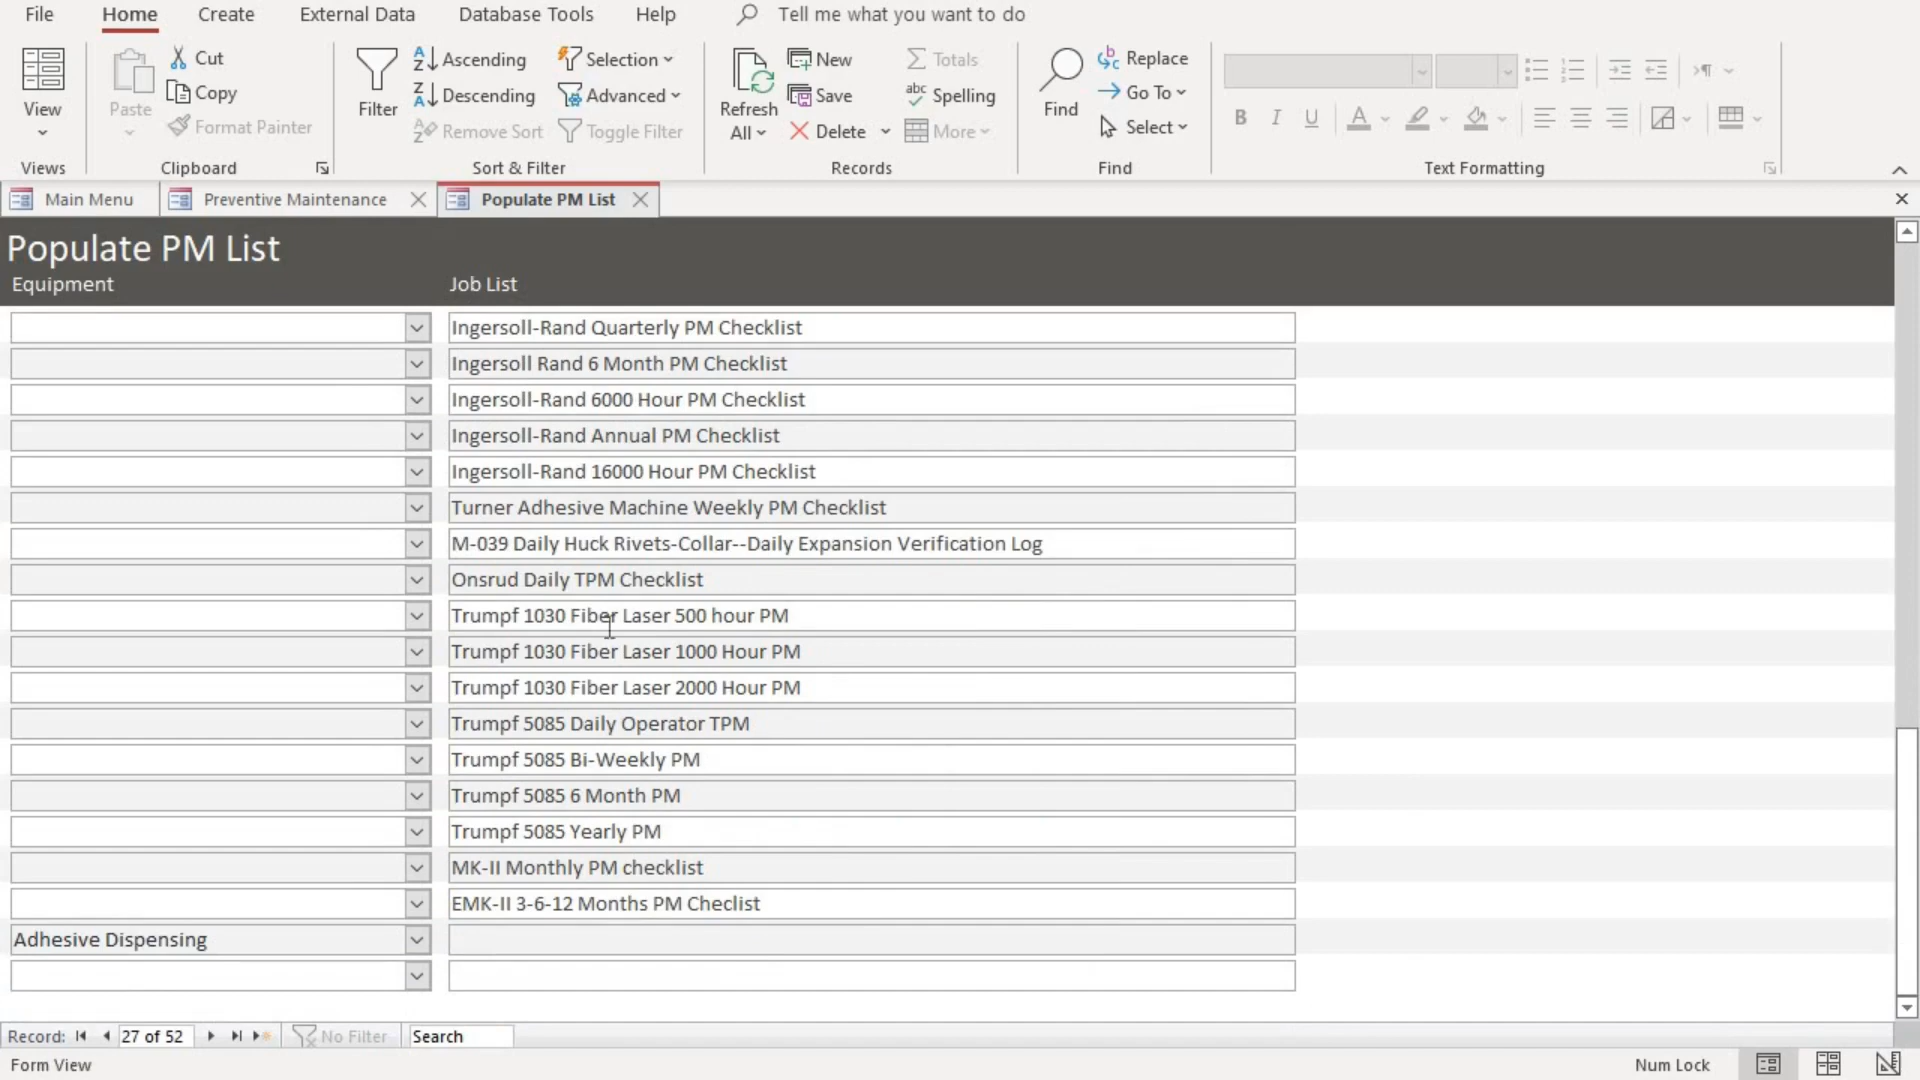 File Home Create External Data Database Tools Help Tell me what you want to do
View
Views
Paste
Cut
Copy
Format Painter
Clipboard
Filter
Ascending
Descending
Remove Sort
Selection
Advanced
Toggle Filter
Sort & Filter
Refresh
All
New
Save
Delete
Totals
abc
Spelling
More
Records
Find
Replace
Go To
Select
Find
B I U A
Text Formatting
Main Menu Preventive Maintenance Populate PM List
Populate PM List
Equipment Job List
Ingersoll-Rand Quarterly PM Checklist
Ingersoll Rand 6 Month PM Checklist
Ingersoll-Rand 6000 Hour PM Checklist
Ingersoll-Rand Annual PM Checklist
Ingersoll-Rand 16000 Hour PM Checklist
Turner Adhesive Machine Weekly PM Checklist
M-039 Daily Huck Rivets-Collar--Daily Expansion Verification Log
Onsrud Daily TPM Checklist
Trumpf 1030 Fiber Laser 500 hour PM
Trumpf 1030 Fiber Laser 1000 Hour PM
Trumpf 1030 Fiber Laser 2000 Hour PM
Trumpf 5085 Daily Operator TPM
Trumpf 5085 Bi-Weekly PM
Trumpf 5085 6 Month PM
Trumpf 5085 Yearly PM
MK-II Monthly PM checklist
EMK-II 3-6-12 Months PM Checlist
Adhesive Dispensing
Record: 27 of 52 No Filter Search
Form View Num Lock